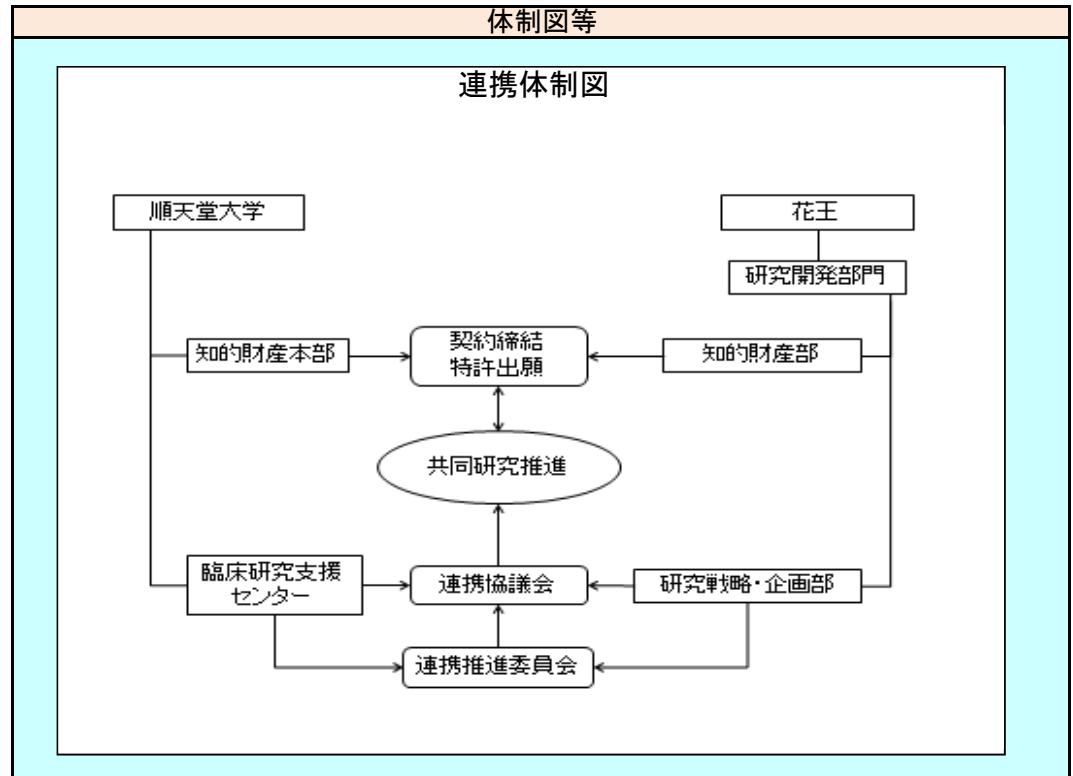 体制図等
連携体制図
順天堂大学
花王
研究開発部門
知的財産本部
契約締結
特許出願
知的財産部
共同研究推進
臨床研究支援
センター
連携協議会
研究戦略・企画部
連携推進委員会